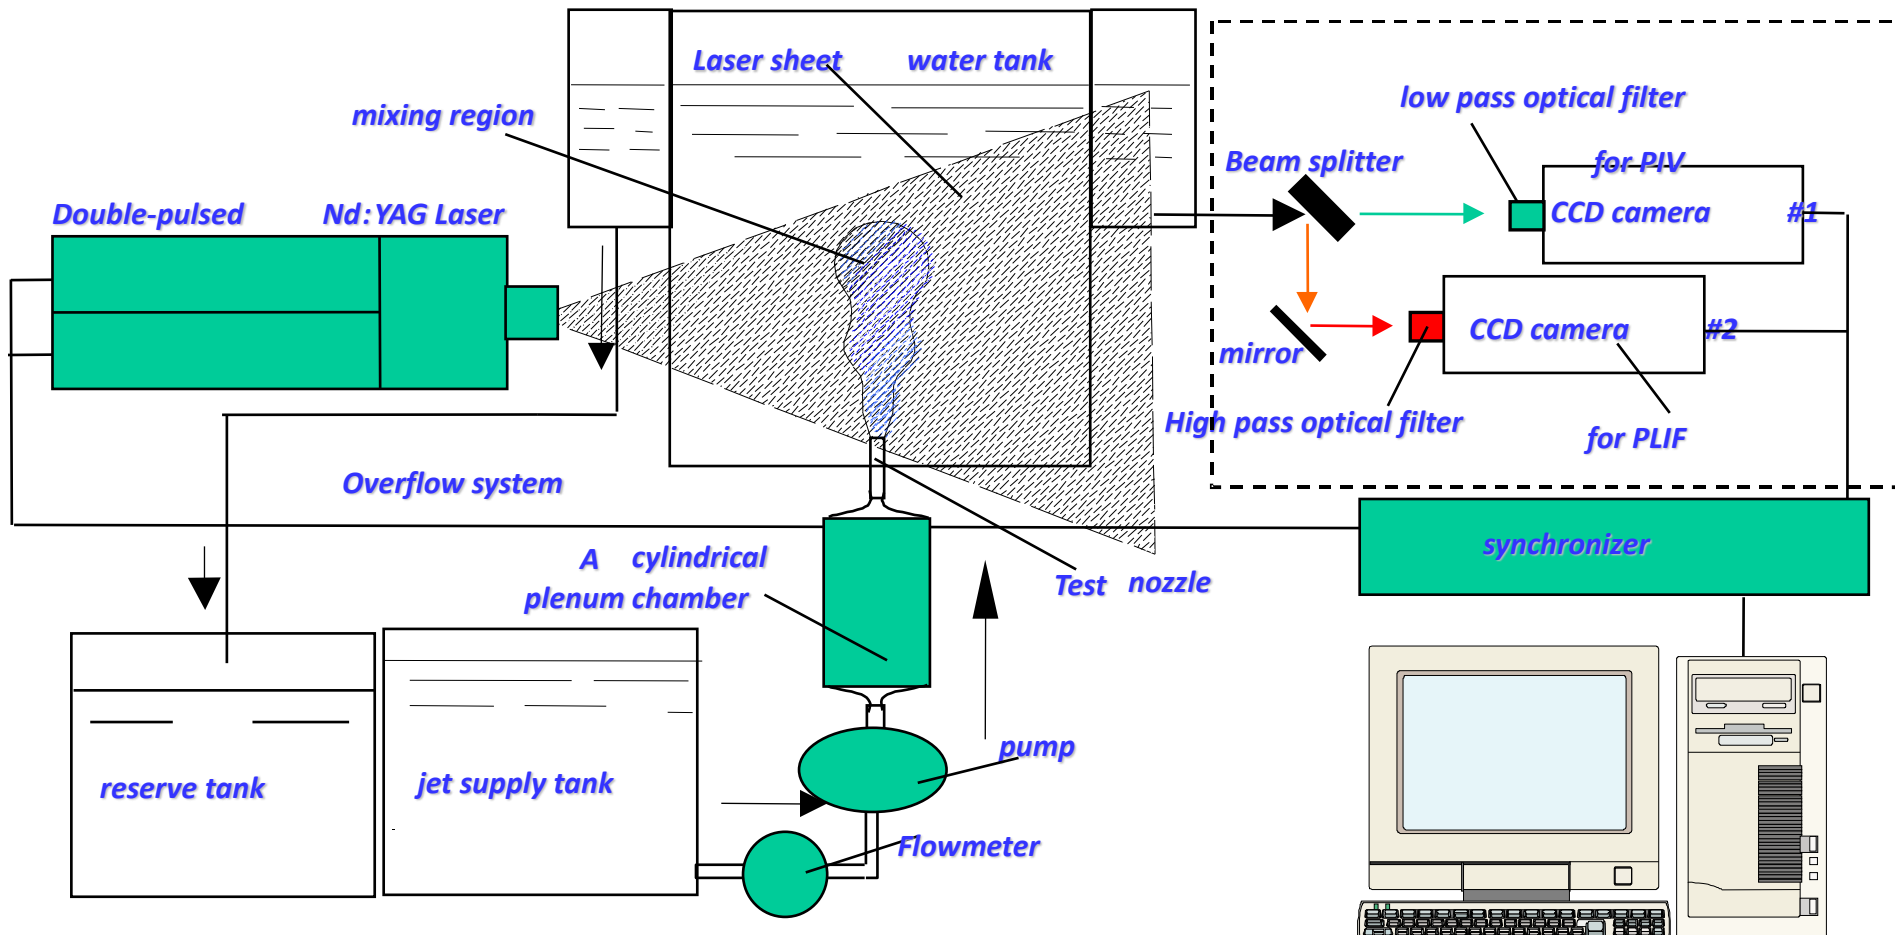 Laser sheet water tank
low pass optical filter
mixing region
Beam splitter
for PIV
Double-pulsed Nd:YAG Laser
CCD camera #1
CCD camera #2
mirror
High pass optical filter
for PLIF
Overflow system
synchronizer
A cylindrical
plenum chamber
Test nozzle
pump
reserve tank
jet supply tank
Flowmeter